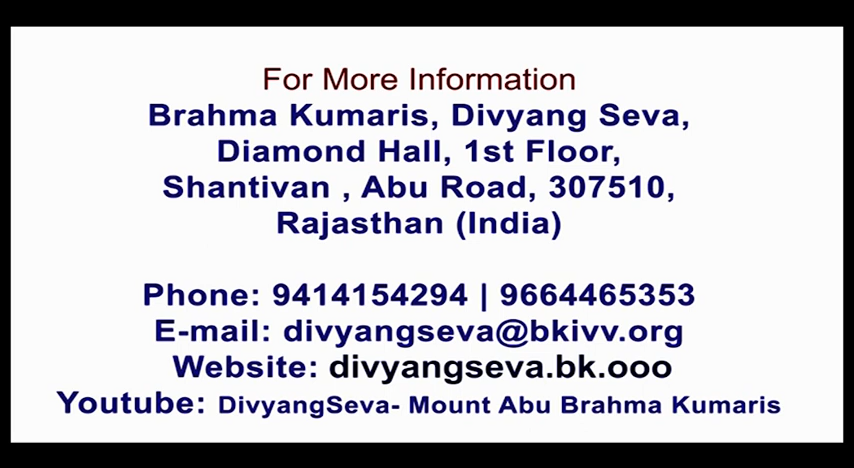 For More Information
Brahma Kumaris, Divyang Seva,
Diamond Hall, 1st Floor,
Shantivan , Abu Road, 307510,
Rajasthan (India)
Phone: 9414154294 | 9664465353
E-mail: divyangseva@bkivv.org
Website: divyangseva.bk.ooo
Youtube: DivyangSeva- Mount Abu Brahma Kumaris